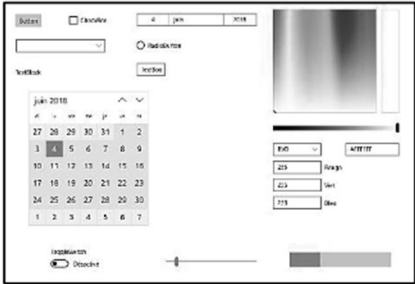 Button
CheckBox
4 juin 2018
RadioButton
TextBlock
TextBox
juin 2018
27 28 29 30 31 1 2
3 4 5 6 7 8 9
10 11 12 13 14 15 16
17 18 19 20 21 22 23
24 25 26 27 28 29 30
1 2 3 4 5 6 7
RVB
#FFFFFF
255 Rouge
255 Vert
255 Bleu
ToggleSwitch
Désactivé